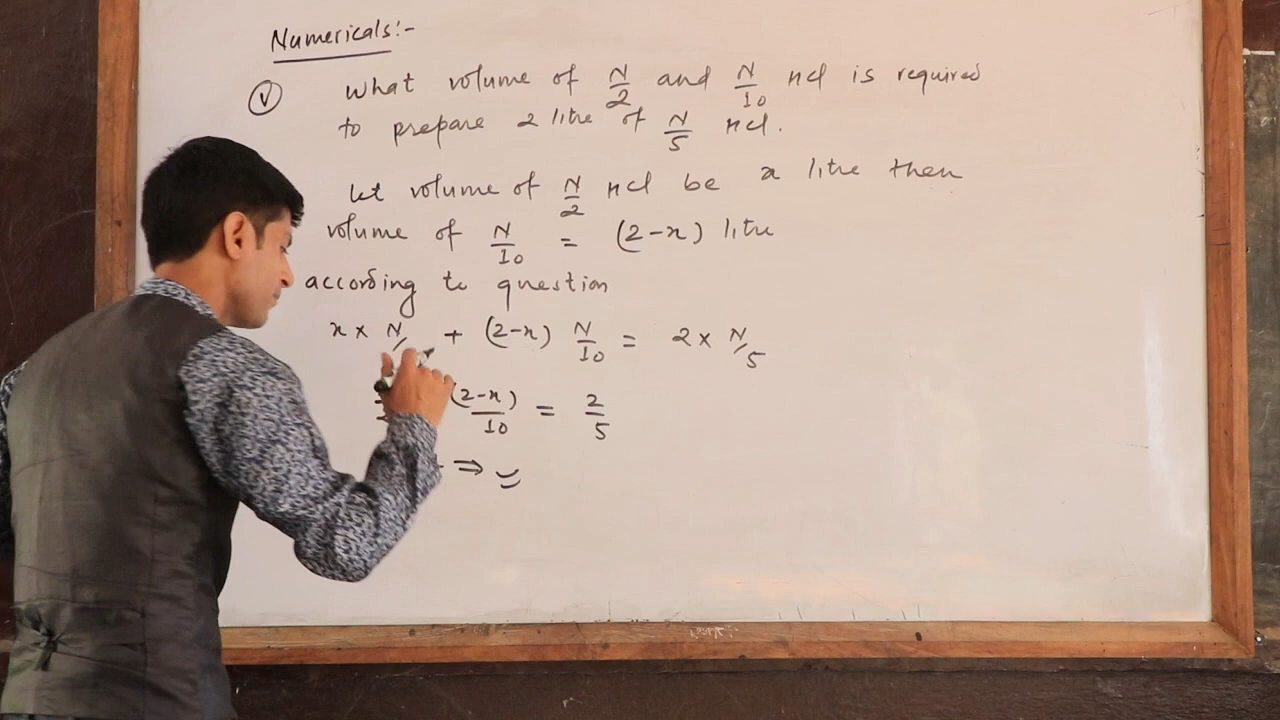 Numericals:-
(V) What volume of N/2 and N/10 HCl is required
to prepare 2 litre of N/5 HCl.
Let volume of N/2 HCl be x litre then
volume of N/10 = (2-x) litre
according to question
x × N/ + (2-x) N/10 = 2 × N/5
(2-x)/10 = 2/5
⇒